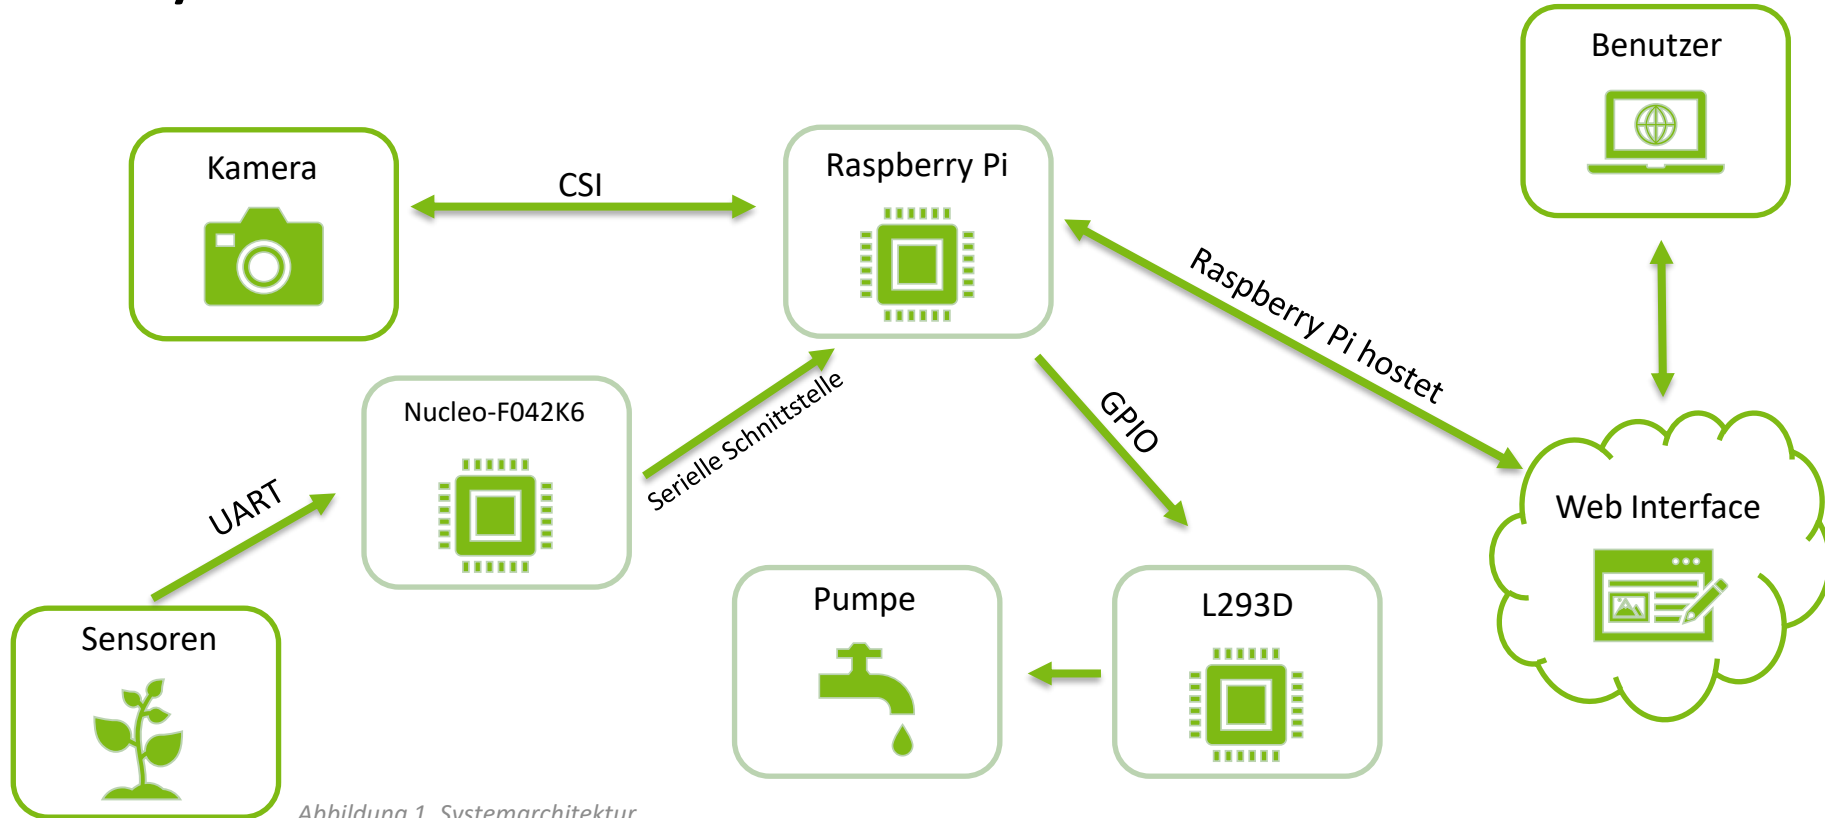 Benutzer
Kamera
CSI
Raspberry Pi
Raspberry Pi hostet
Nucleo-F042K6
Serielle Schnittstelle
GPIO
UART
Web Interface
Pumpe
L293D
Sensoren
Abbildung 1. Systemarchitektur